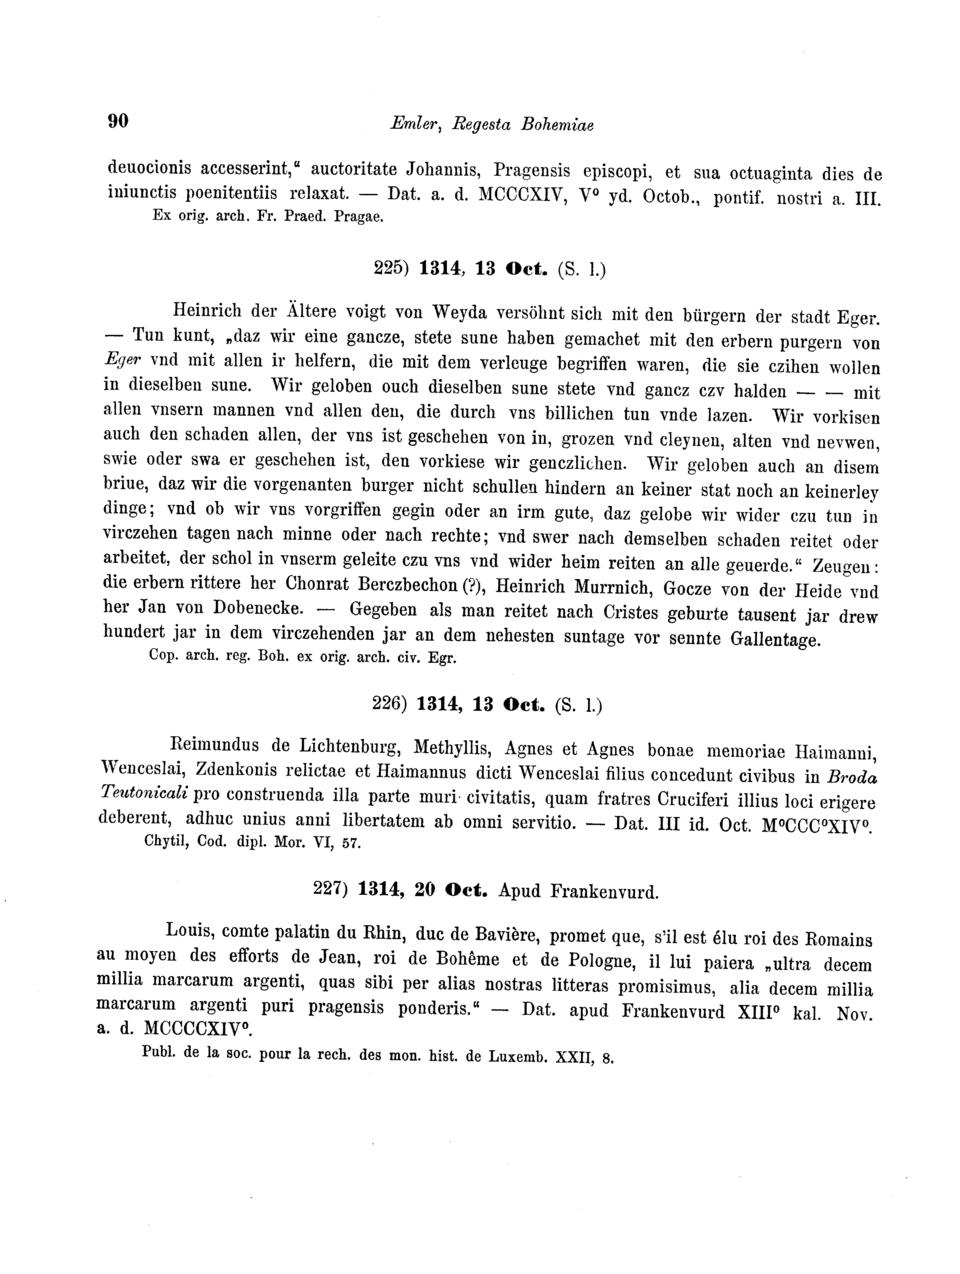 90 Emler, Regesta Bohemiae
deuocionis accesserint,“ auctoritate Johannis, Pragensis episcopi, et sua octuaginta dies de
iniunctis poenitentiis relaxat. — Dat. a. d. MCCCXIV, V⁰ yd. Octob., pontif. nostri a. III.
Ex orig. arch. Fr. Praed. Pragae.
225) 1314, 13 Oct. (S. l.)
Heinrich der Ältere voigt von Weyda versöhnt sich mit den bürgern der stadt Eger.
— Tun kunt, „daz wir eine gancze, stete sune haben gemachet mit den erbern purgern von
Eger vnd mit allen ir helfern, die mit dem verleuge begriffen waren, die sie czihen wollen
in dieselben sune. Wir geloben ouch dieselben sune stete vnd gancz czv halden — — mit
allen vnsern mannen vnd allen den, die durch vns billichen tun vnde lazen. Wir vorkisen
auch den schaden allen, der vns ist geschehen von in, grozen vnd cleynen, alten vnd nevwen,
swie oder swa er geschehen ist, den vorkiese wir genczlichen. Wir geloben auch an disem
briue, daz wir die vorgenanten burger nicht schullen hindern an keiner stat noch an keinerley
dinge; vnd ob wir vns vorgriffen gegin oder an irm gute, daz gelobe wir wider czu tun in
virczehen tagen nach minne oder nach rechte; vnd swer nach demselben schaden reitet oder
arbeitet, der schol in vnserm geleite czu vns vnd wider heim reiten an alle geuerde.“ Zeugen:
die erbern rittere her Chonrat Berczbechon (?), Heinrich Murrnich, Gocze von der Heide vnd
her Jan von Dobenecke. — Gegeben als man reitet nach Cristes geburte tausent jar drew
hundert jar in dem virczehenden jar an dem nehesten suntage vor sennte Gallentage.
Cop. arch. reg. Boh. ex orig. arch. civ. Egr.
226) 1314, 13 Oct. (S. l.)
Reimundus de Lichtenburg, Methyllis, Agnes et Agnes bonae memoriae Haimanni,
Wenceslai, Zdenkonis relictae et Haimannus dicti Wenceslai filius concedunt civibus in Broda
Teutonicali pro construenda illa parte muri civitatis, quam fratres Cruciferi illius loci erigere
deberent, adhuc unius anni libertatem ab omni servitio. — Dat. III id. Oct. M⁰CCC⁰XIV⁰.
Chytil, Cod. dipl. Mor. VI, 57.
227) 1314, 20 Oct. Apud Frankenvurd.
Louis, comte palatin du Rhin, duc de Bavière, promet que, s'il est élu roi des Romains
au moyen des efforts de Jean, roi de Bohême et de Pologne, il lui paiera „ultra decem
millia marcarum argenti, quas sibi per alias nostras litteras promisimus, alia decem millia
marcarum argenti puri pragensis ponderis.“ — Dat. apud Frankenvurd XIII⁰ kal. Nov.
a. d. MCCCCXIV⁰.
Publ. de la soc. pour la rech. des mon. hist. de Luxemb. XXII, 8.